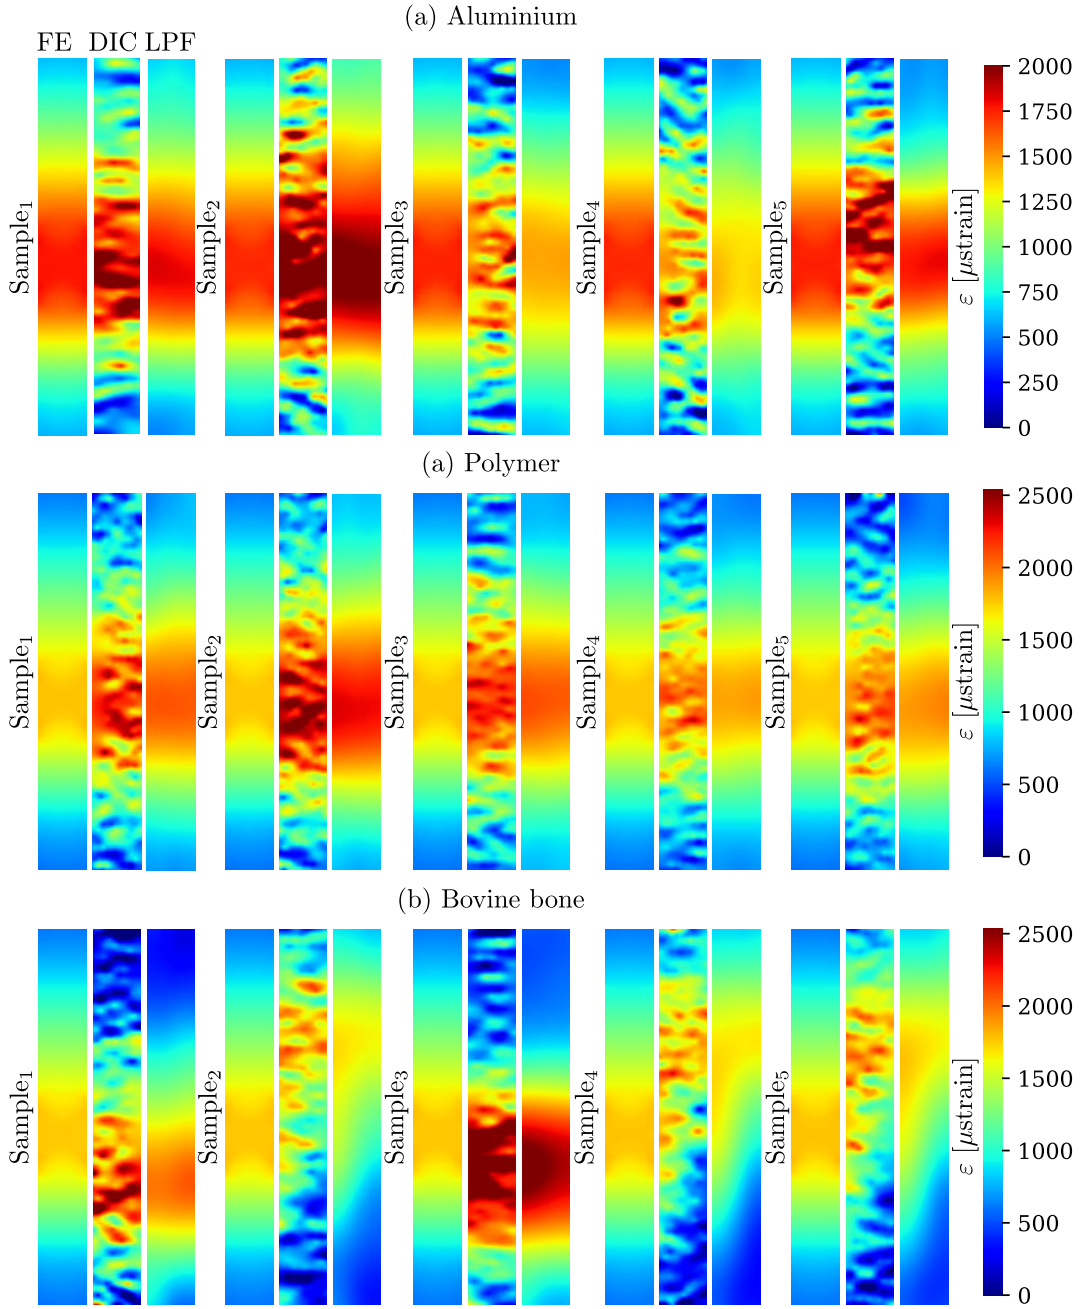 (a) Aluminium
FE DIC LPF
Sample1
Sample2
Sample3
Sample4
Sample5
2000
1750
1500
1250
1000
750
500
250
0
ε [μstrain]
(a) Polymer
Sample1
Sample2
Sample3
Sample4
Sample5
2500
2000
1500
1000
500
0
ε [μstrain]
(b) Bovine bone
Sample1
Sample2
Sample3
Sample4
Sample5
2500
2000
1500
1000
500
0
ε [μstrain]